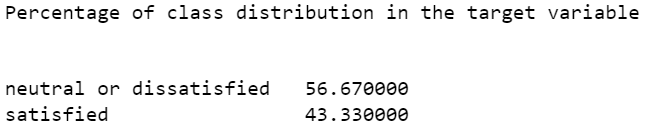 Percentage of class distribution in the target variable
neutral or dissatisfied   56.670000
satisfied                 43.330000